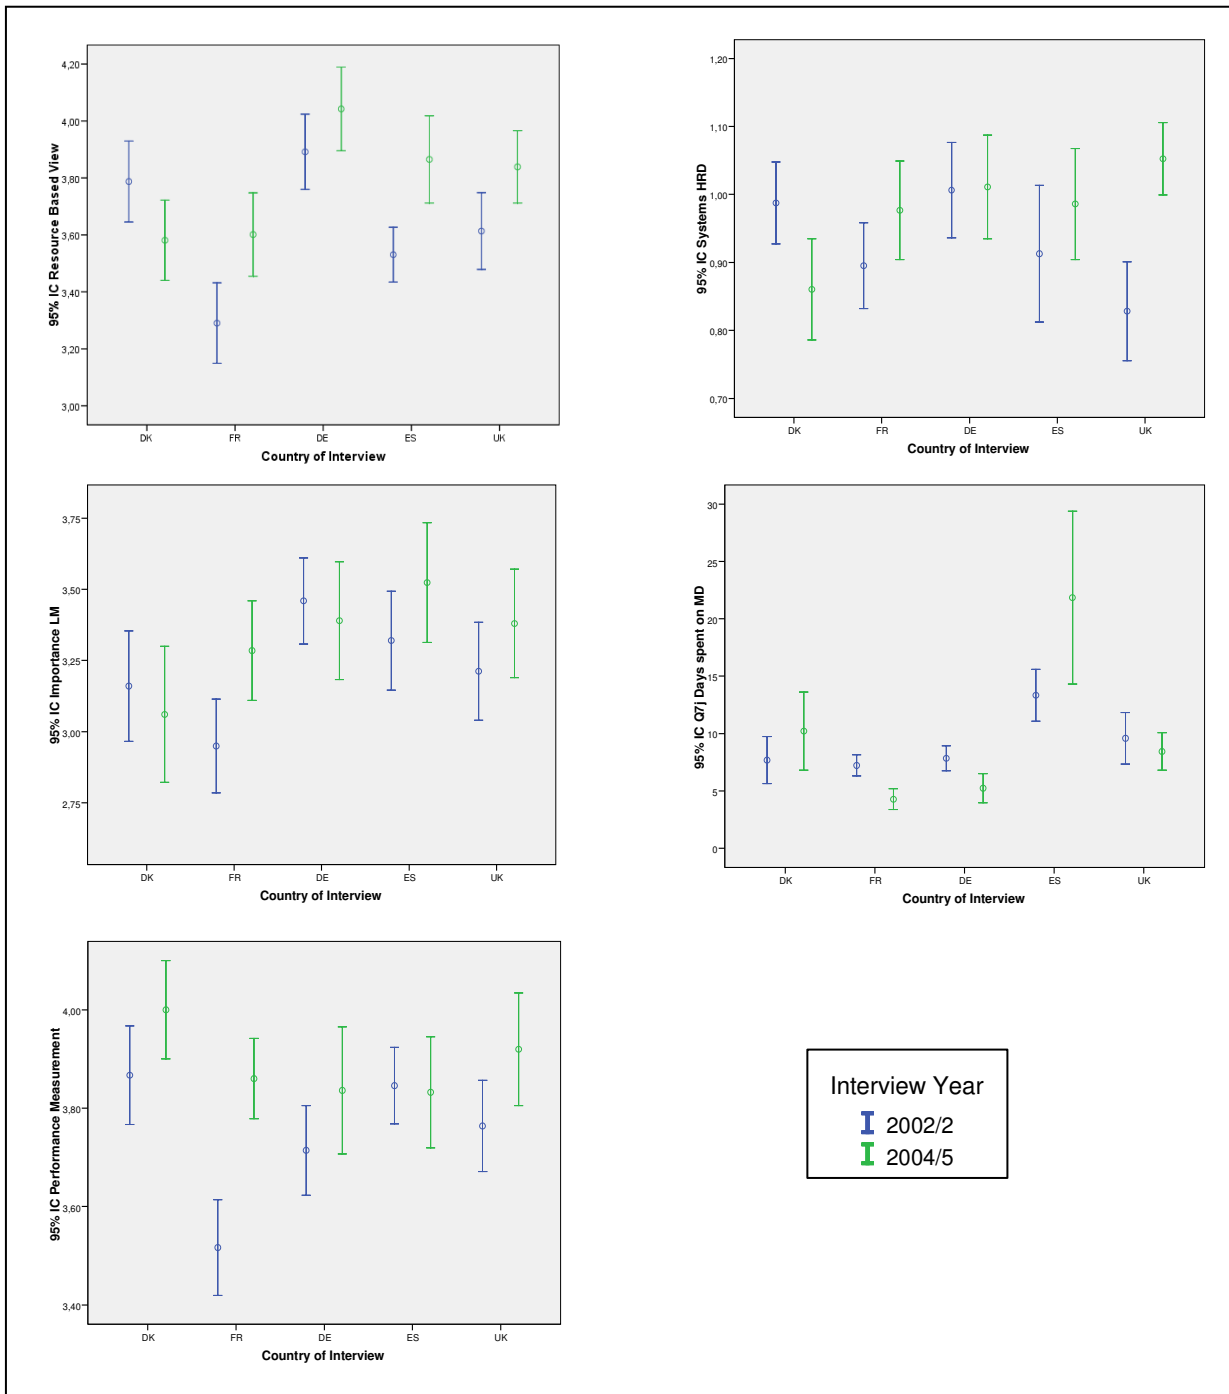 95% IC Resource Based View
4,20
4,00
3,80
3,60
3,40
3,20
3,00
DK FR DE ES UK
Country of Interview
95% IC Systems HRD
1,20
1,10
1,00
0,90
0,80
0,70
DK FR DE ES UK
Country of Interview
95% IC Importance LM
3,75
3,50
3,25
3,00
2,75
DK FR DE ES UK
Country of Interview
95% IC Q7j Days spent on MD
30
25
20
15
10
5
0
DK FR DE ES UK
Country of Interview
95% IC Performance Measurement
4,00
3,80
3,60
3,40
DK FR DE ES UK
Country of Interview
Interview Year
2002/2
2004/5